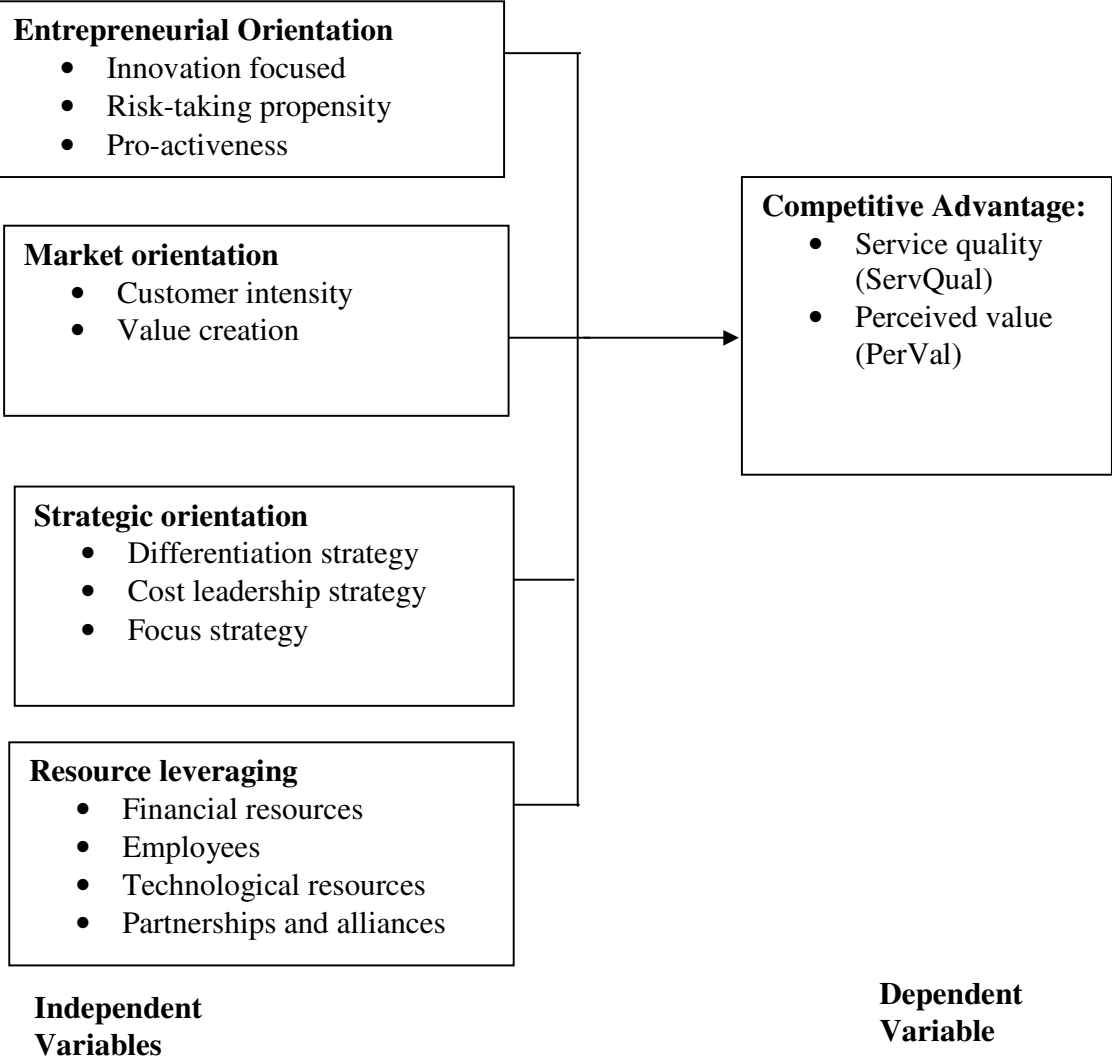 Entrepreneurial Orientation
• Innovation focused
• Risk-taking propensity
• Pro-activeness
Market orientation
• Customer intensity
• Value creation
Strategic orientation
• Differentiation strategy
• Cost leadership strategy
• Focus strategy
Resource leveraging
• Financial resources
• Employees
• Technological resources
• Partnerships and alliances
Independent
Variables
Competitive Advantage:
• Service quality
(ServQual)
• Perceived value
(PerVal)
Dependent
Variable